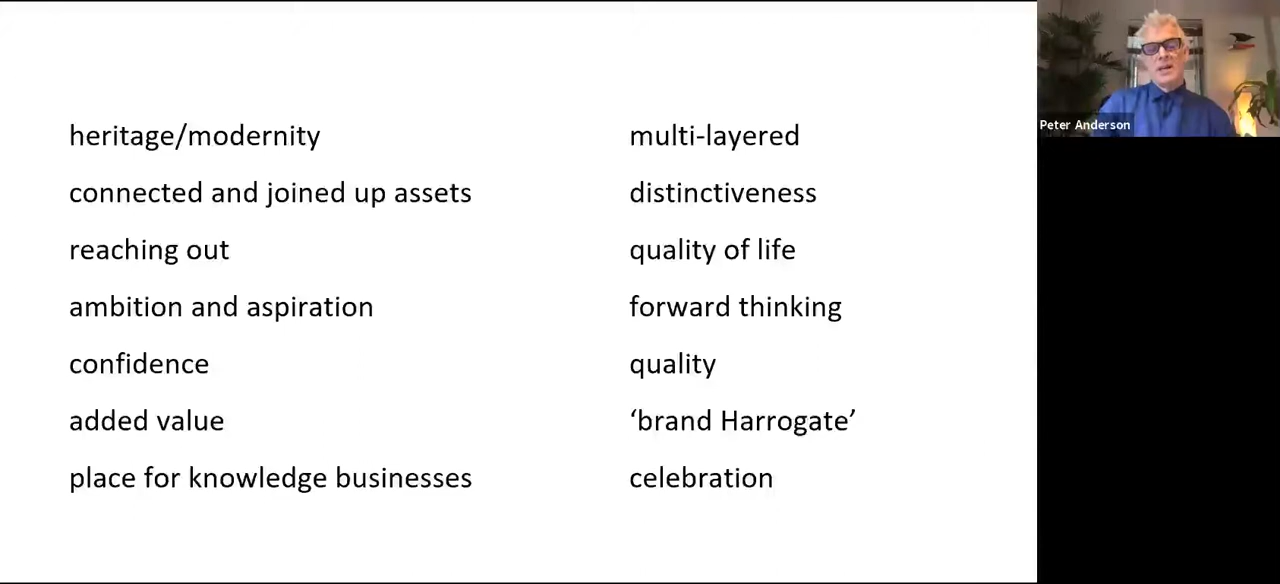 heritage/modernity
connected and joined up assets
reaching out
ambition and aspiration
confidence
added value
place for knowledge businesses
multi-layered
distinctiveness
quality of life
forward thinking
quality
‘brand Harrogate’
celebration
Peter Anderson